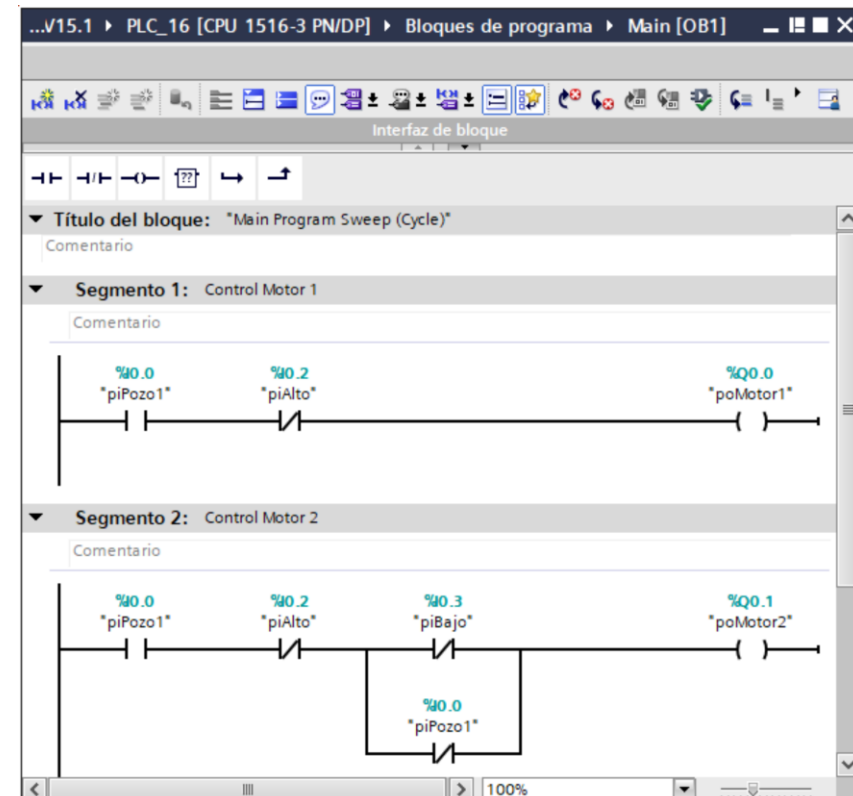 ...V15.1 ▸ PLC_16 [CPU 1516-3 PN/DP] ▸ Bloques de programa ▸ Main [OB1]
Interfaz de bloque
??
Título del bloque: "Main Program Sweep (Cycle)"
Comentario
Segmento 1: Control Motor 1
Comentario
%I0.0 %I0.2 %Q0.0
"piPozo1" "piAlto" "poMotor1"
Segmento 2: Control Motor 2
Comentario
%I0.0 %I0.2 %I0.3 %Q0.1
"piPozo1" "piAlto" "piBajo" "poMotor2"
%I0.0
"piPozo1"
100%